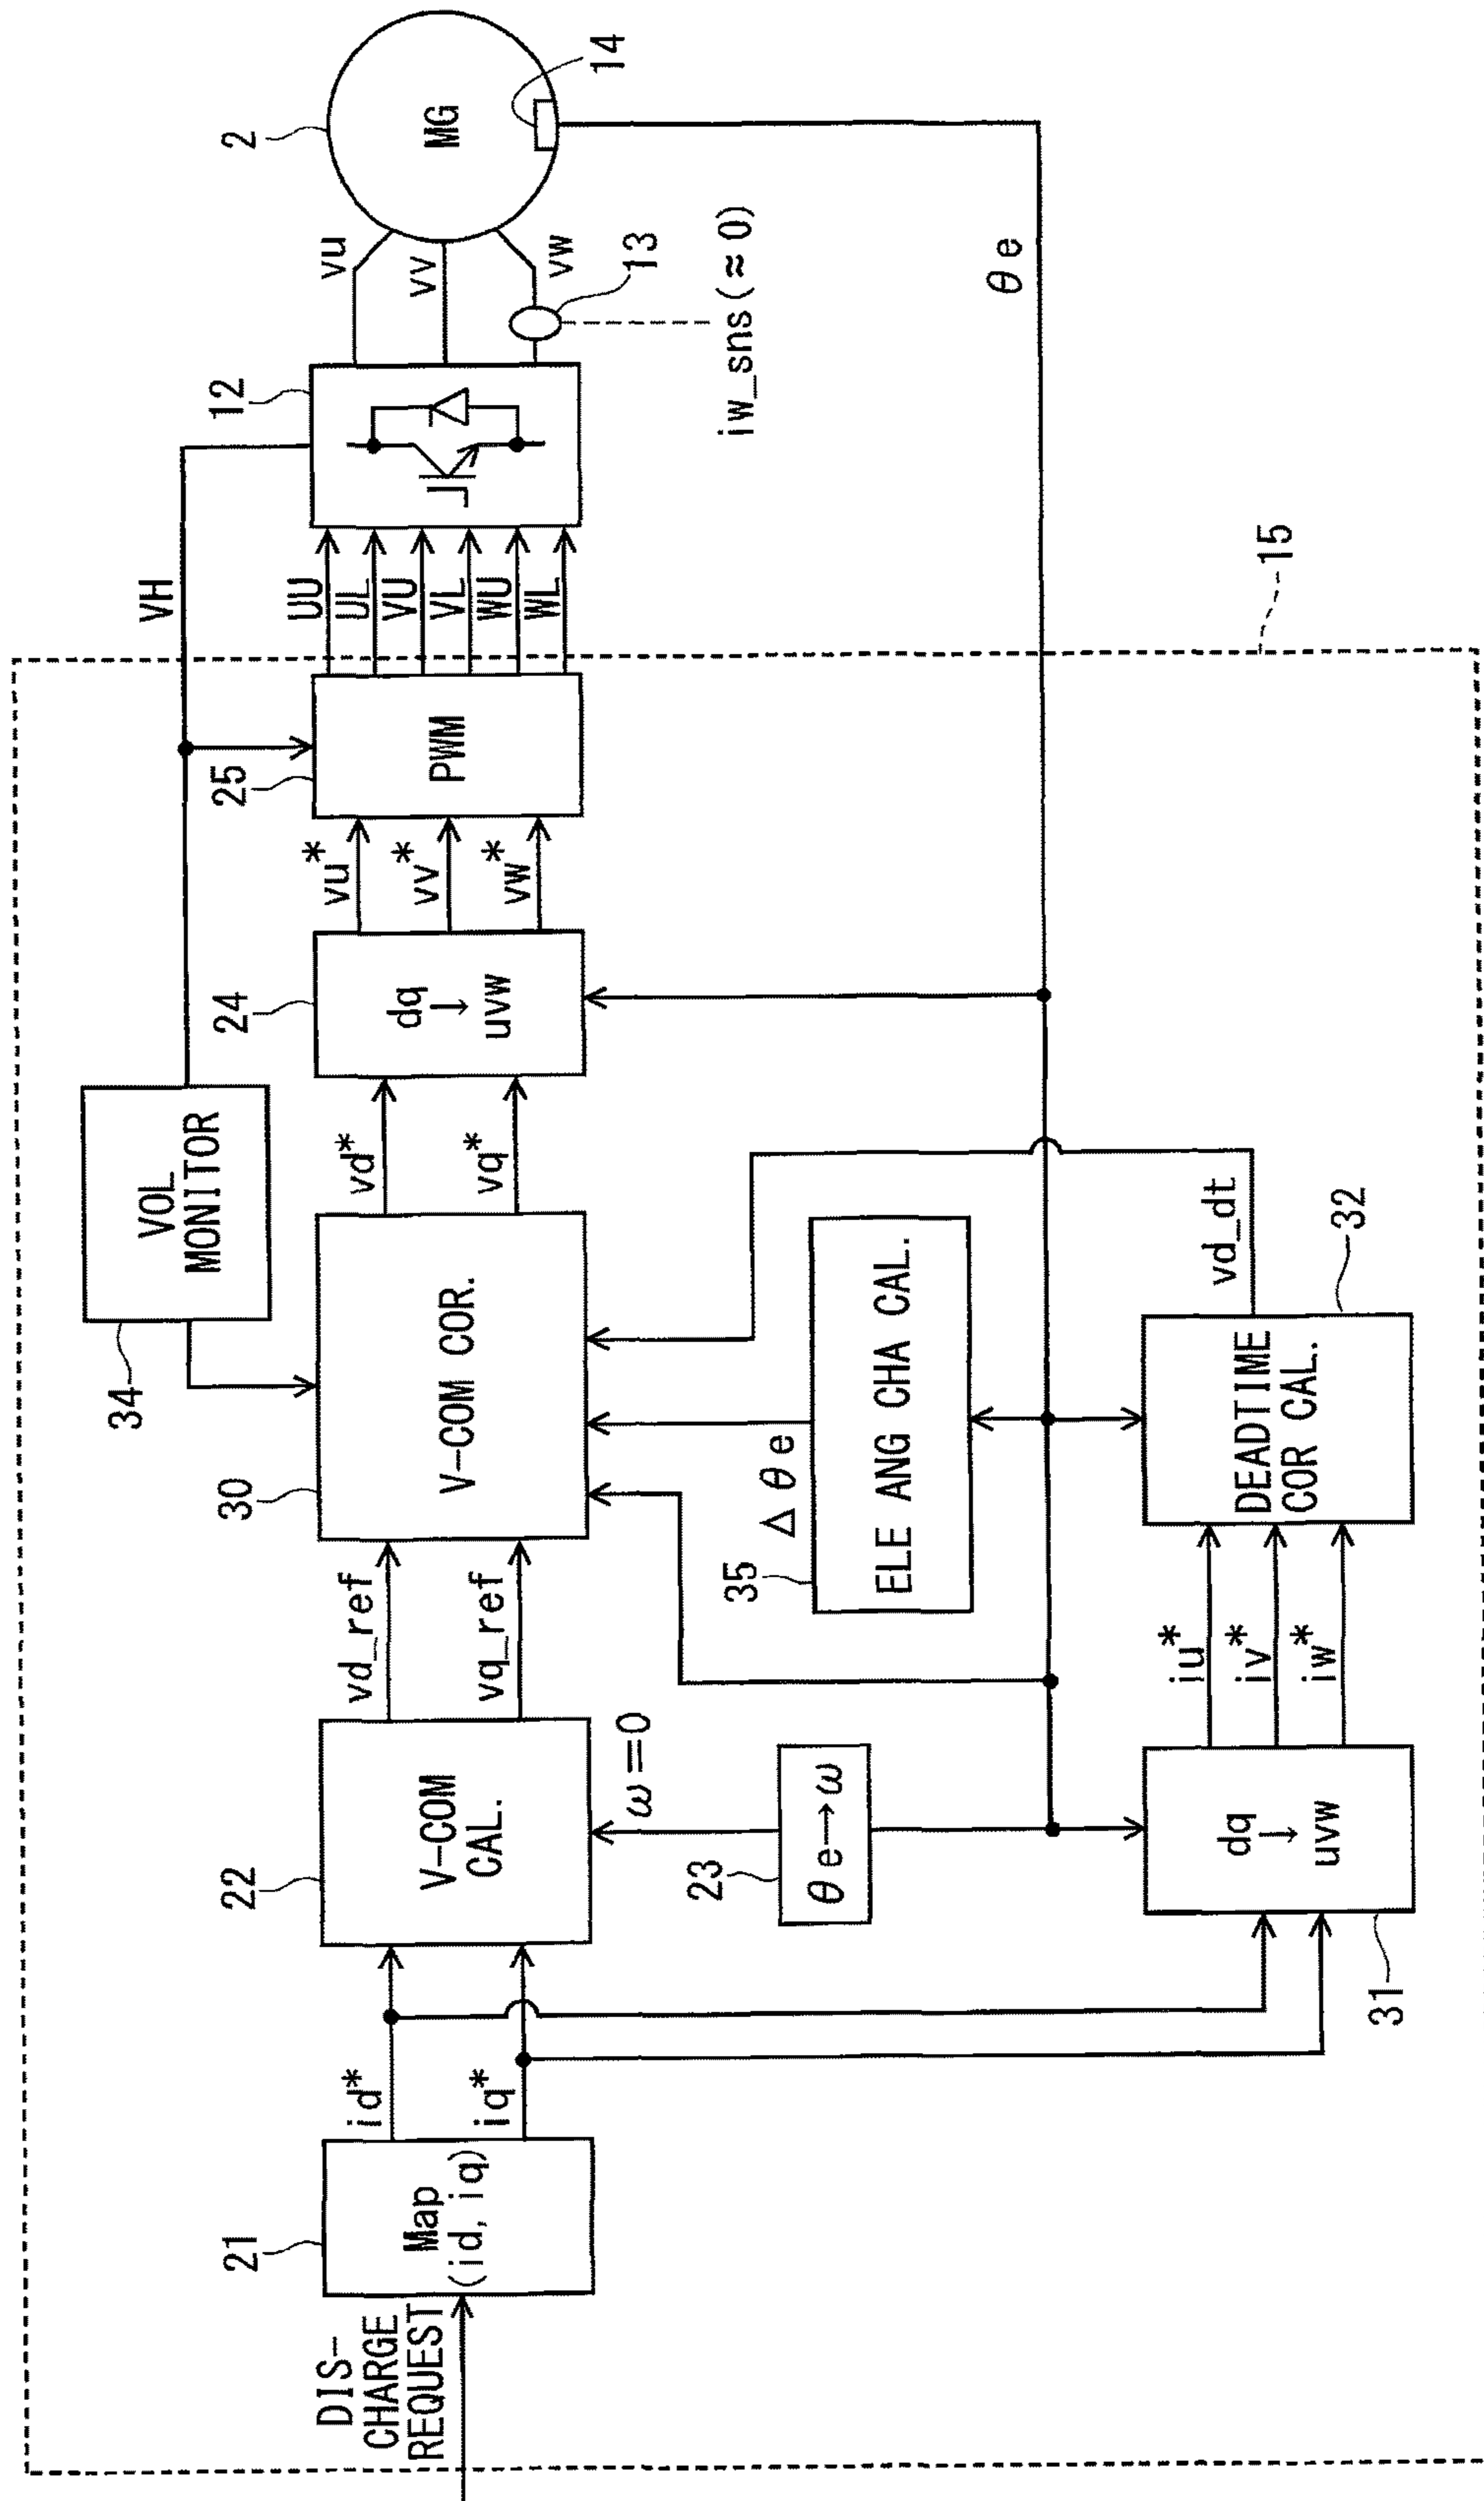 DIS-
CHARGE
REQUEST
21
Map
(id, iq)
id*
iq*
22
V-COM
CAL.
vd_ref
vq_ref
ω=0
23
θe→ω
30
V-COM COR.
34
VOL
MONITOR
vd*
vq*
24
dq
↓
uvw
vu*
vv*
vw*
25
PWM
VH
UU
UL
VU
VL
WU
WL
12
vu
vv
vw
13
iw_sns(≈0)
2
MG
14
θe
15
35
Δθe
ELE ANG CHA CAL.
31
dq
↓
uvw
iu*
iv*
iw*
32
DEADTIME
COR CAL.
vd_dt